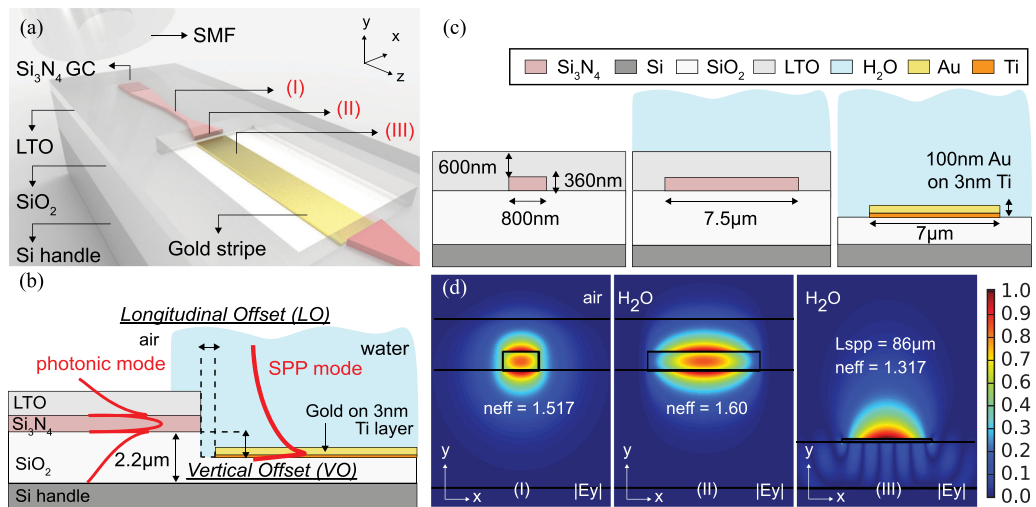 (a)
SMF
Si3N4 GC
y
x
z
(I)
(II)
(III)
LTO
SiO2
Si handle
Gold stripe
(b)
Longitudinal Offset (LO)
air
water
photonic mode
SPP mode
LTO
Si3N4
SiO2
2.2μm
Gold on 3nm
Ti layer
Vertical Offset (VO)
Si handle
(c)
Si3N4 Si SiO2 LTO H2O Au Ti
600nm
360nm
800nm
7.5μm
100nm Au
on 3nm Ti
7μm
(d)
air
neff = 1.517
y
x
(I)
|Ey|
H2O
neff = 1.60
y
x
(II)
|Ey|
H2O
Lspp = 86μm
neff = 1.317
y
x
(III)
|Ey|
1.0
0.9
0.8
0.7
0.6
0.5
0.4
0.3
0.2
0.1
0.0